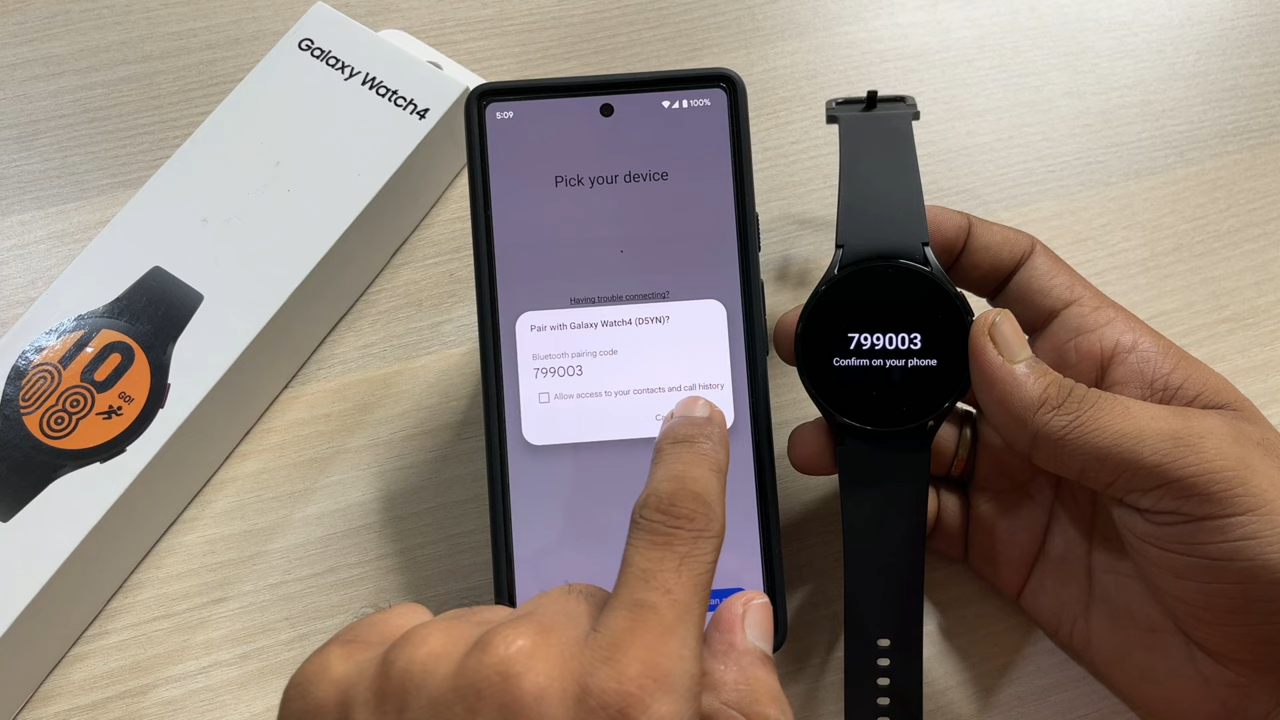 Galaxy Watch4
10
08
GO!
5:09
100%
Pick your device
Having trouble connecting?
Pair with Galaxy Watch4 (D5YN)?
Bluetooth pairing code
799003
Allow access to your contacts and call history
799003
Confirm on your phone